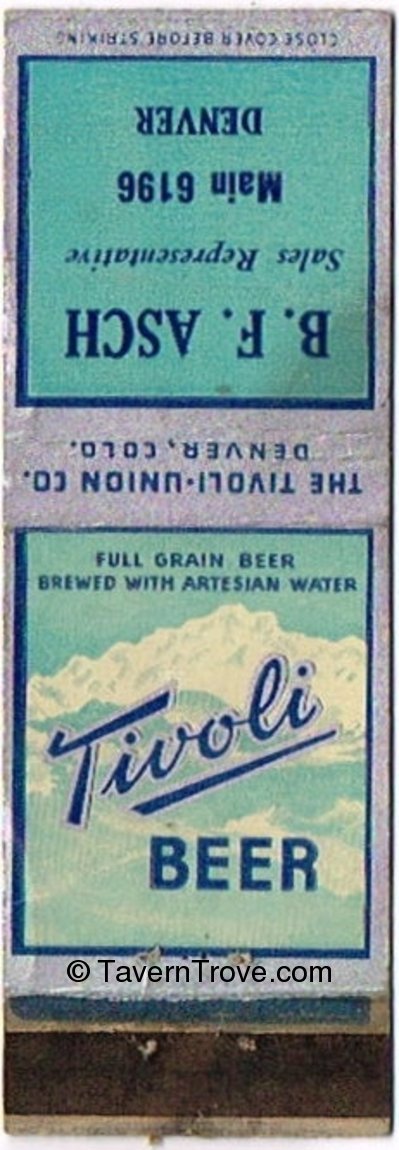 CLOSE COVER BEFORE STRIKING
B. F. ASCH
Sales Representative
Main 6196
DENVER
THE TIVOLI-UNION CO.
DENVER, COLO.
FULL GRAIN BEER
BREWED WITH ARTESIAN WATER
Tivoli
BEER
© TavernTrove.com